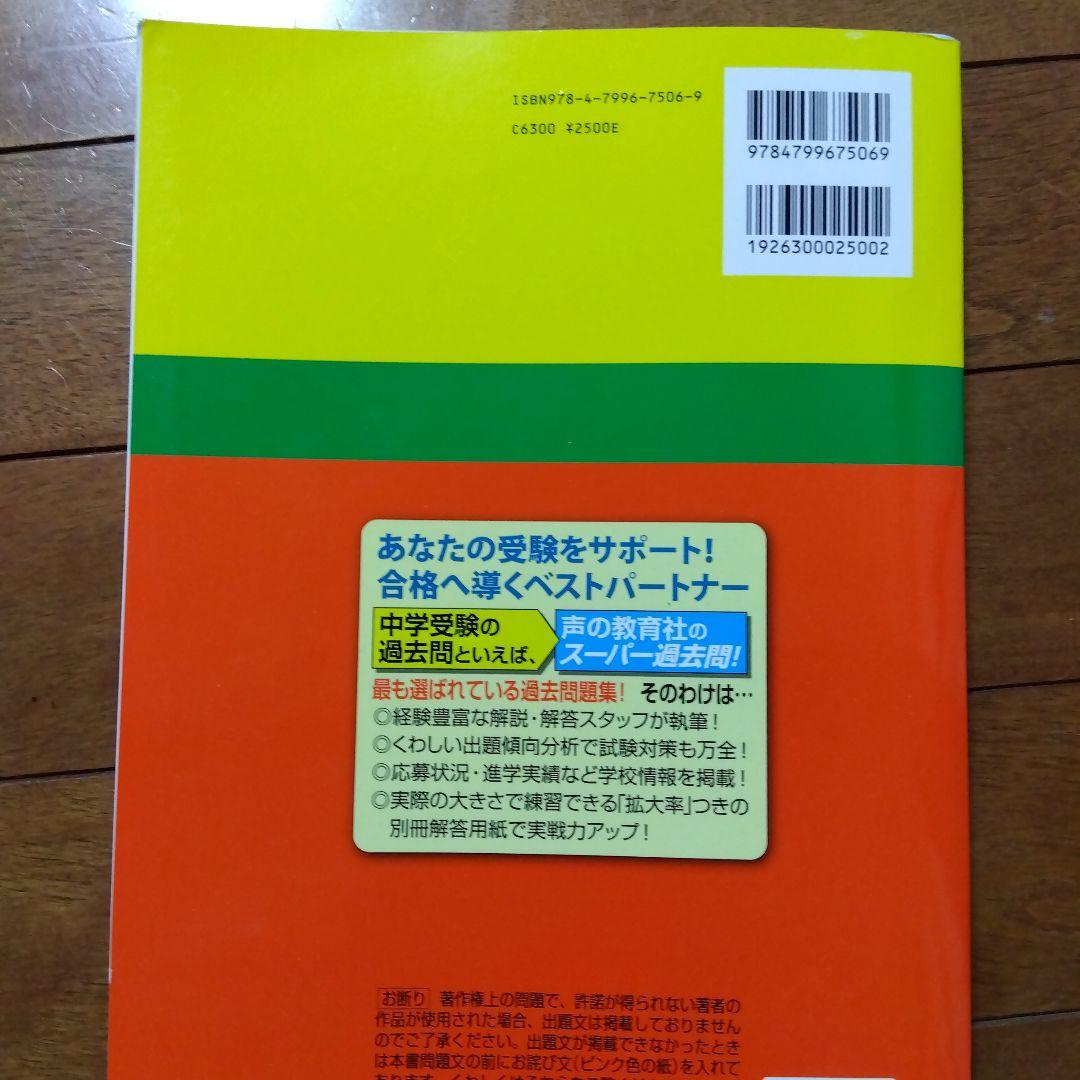 ISBN978-4-7996-7506-9
C6300 ¥2500E
9784799675069
1926300025002
あなたの受験をサポート!
合格へ導くベストパートナー
中学受験の
過去問といえば、
声の教育社の
スーパー過去問!
最も選ばれている過去問題集! そのわけは…
◎経験豊富な解説・解答スタッフが執筆!
◎くわしい出題傾向分析で試験対策も万全!
◎応募状況・進学実績など学校情報を掲載!
◎実際の大きさで練習できる「拡大率」つきの
別冊解答用紙で実戦力アップ!
お断り 著作権上の問題で、許諾が得られない著者の
作品が使用された場合、出題文は掲載しておりません
のでご了承ください。出題文が掲載できなかったとき
は本書問題文の前にお詫び文(ピンク色の紙)を入れて